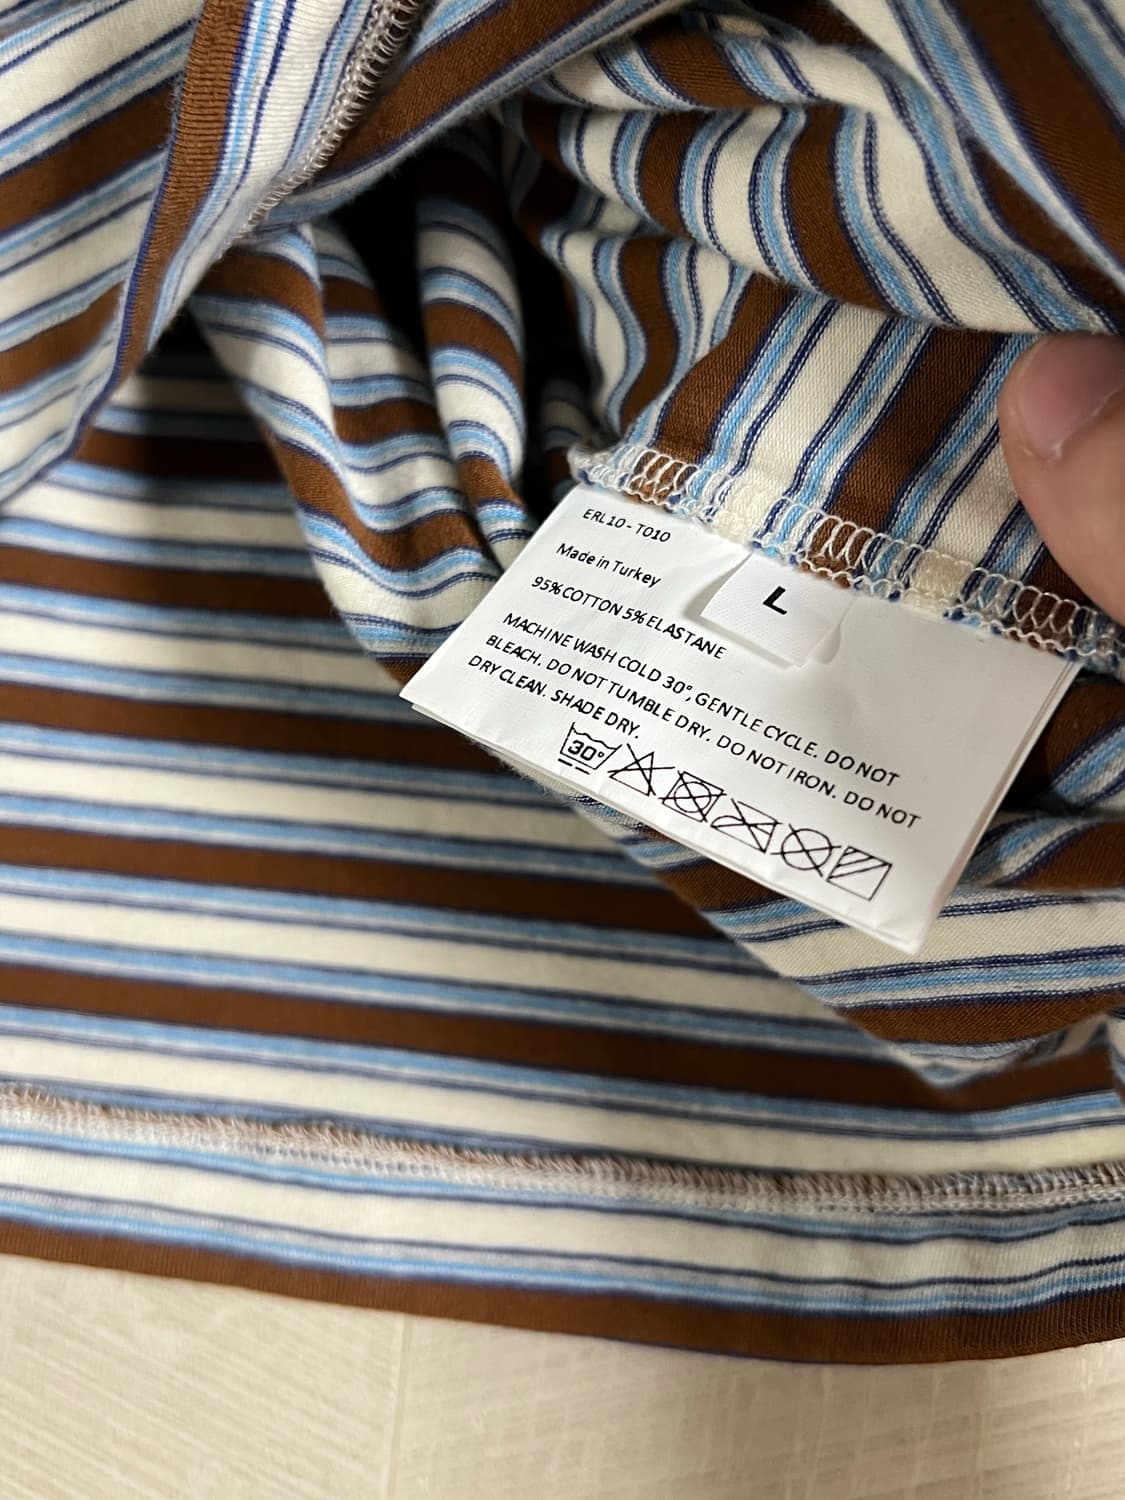 ERL10 - T010
Made in Turkey
L
95% COTTON 5% ELASTANE
MACHINE WASH COLD 30°, GENTLE CYCLE. DO NOT
BLEACH. DO NOT TUMBLE DRY. DO NOT IRON. DO NOT
DRY CLEAN. SHADE DRY.
30°